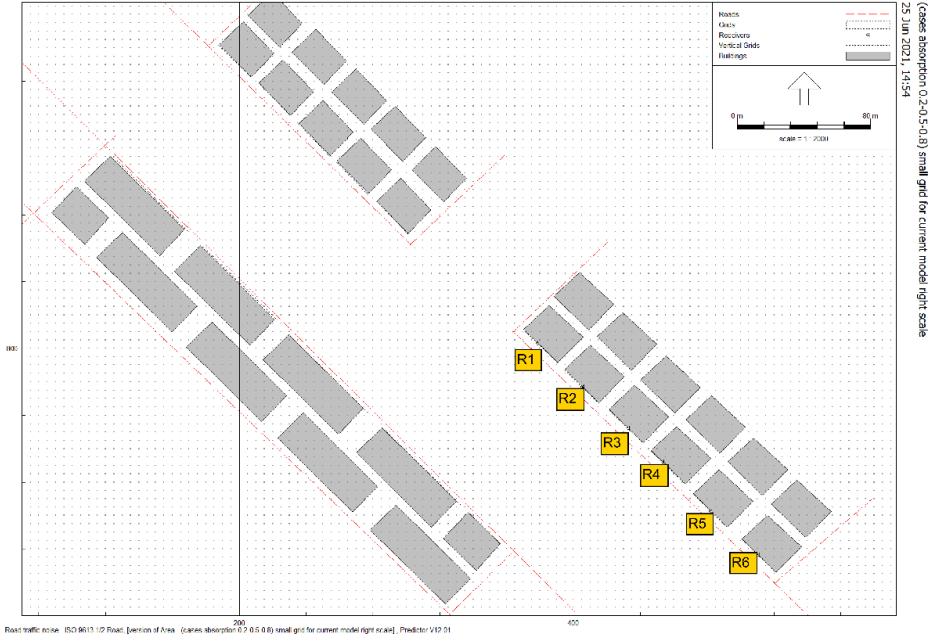 Roads
Grids
Receivers
Vertical Grids
Buildings
0 m 80 m
scale = 1 : 2000
(cases absorption 0.2-0.5-0.8) small grid for current model right scale
25 Jun 2021, 14:54
R1
R2
R3
R4
R5
R6
200 400
Road traffic noise ISO 9613.1/2 Road, [version of Area (cases absorption 0.2 0.5 0.8) small grid for current model right scale] , Predictor V12.01